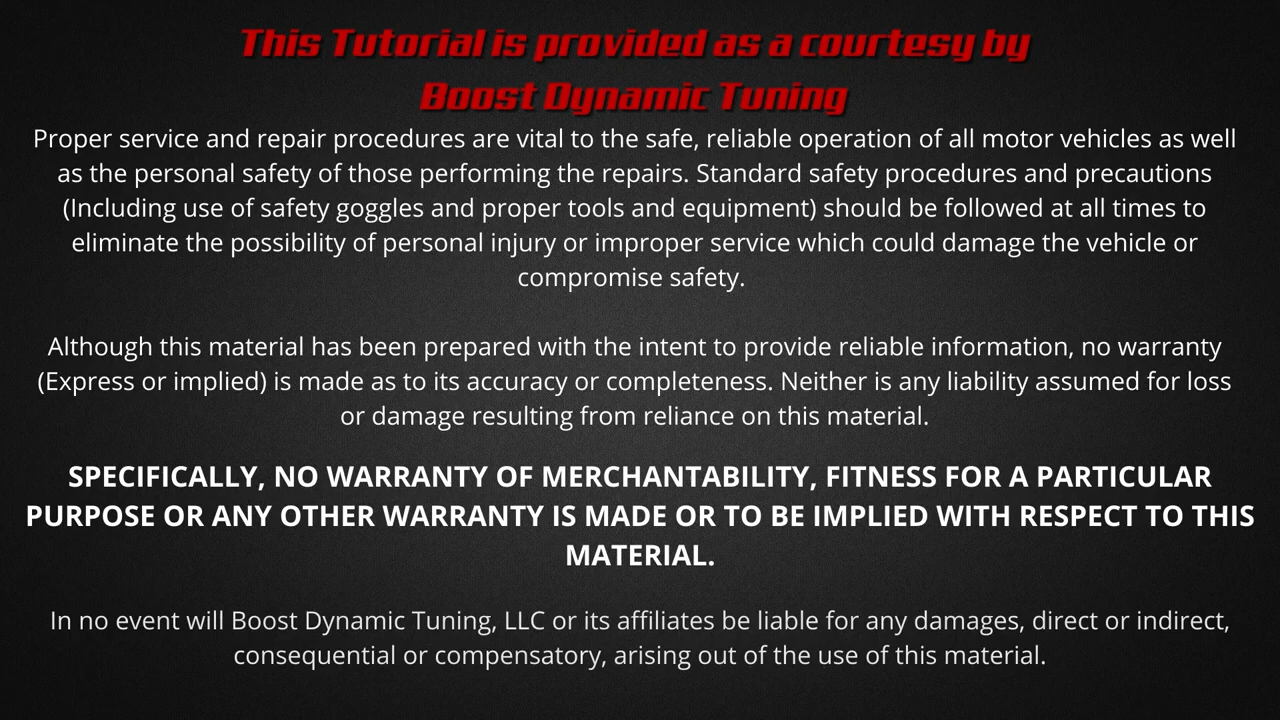 This Tutorial is provided as a courtesy by
Boost Dynamic Tuning
Proper service and repair procedures are vital to the safe, reliable operation of all motor vehicles as well
as the personal safety of those performing the repairs. Standard safety procedures and precautions
(Including use of safety goggles and proper tools and equipment) should be followed at all times to
eliminate the possibility of personal injury or improper service which could damage the vehicle or
compromise safety.
Although this material has been prepared with the intent to provide reliable information, no warranty
(Express or implied) is made as to its accuracy or completeness. Neither is any liability assumed for loss
or damage resulting from reliance on this material.
SPECIFICALLY, NO WARRANTY OF MERCHANTABILITY, FITNESS FOR A PARTICULAR
PURPOSE OR ANY OTHER WARRANTY IS MADE OR TO BE IMPLIED WITH RESPECT TO THIS
MATERIAL.
In no event will Boost Dynamic Tuning, LLC or its affiliates be liable for any damages, direct or indirect,
consequential or compensatory, arising out of the use of this material.